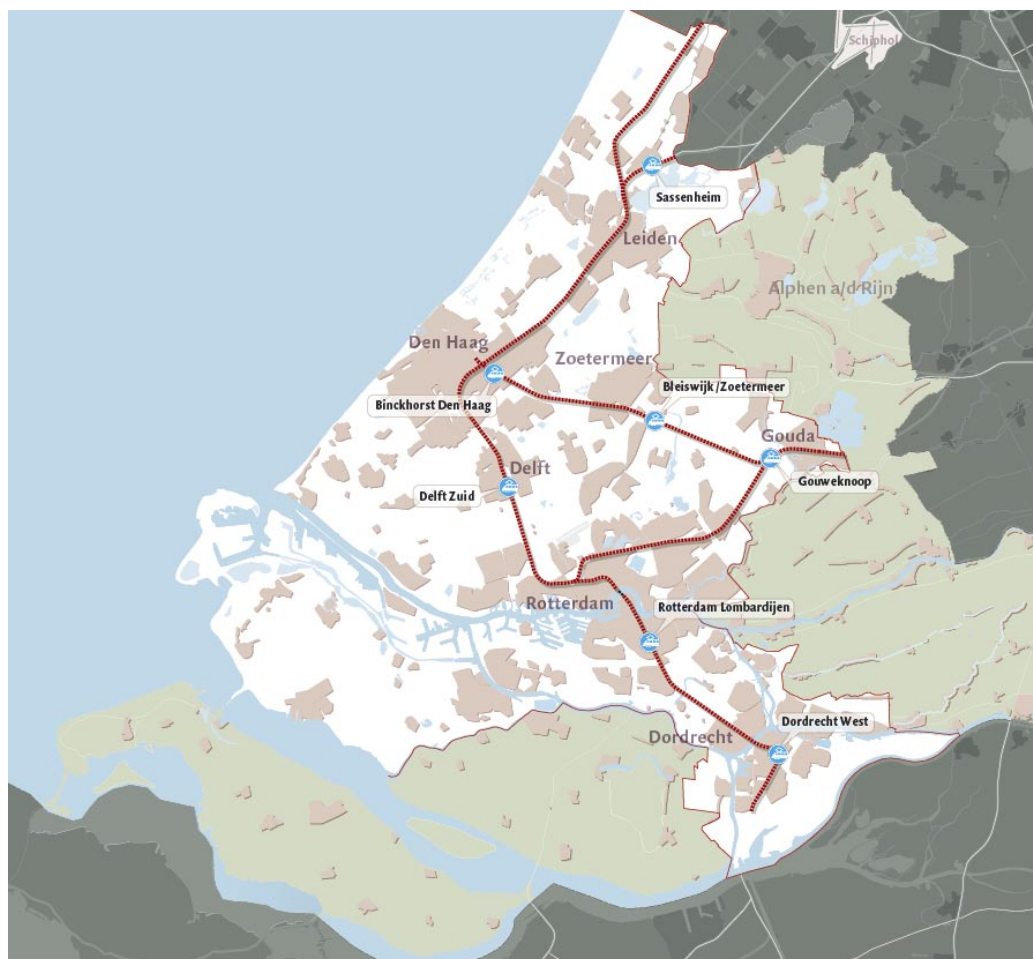 Schiphol
Sassenheim
Leiden
Alphen a/d Rijn
Den Haag
Zoetermeer
Bleiswijk/Zoetermeer
Binckhorst Den Haag
Gouda
Delft
Gouweknoop
Delft Zuid
Rotterdam
Rotterdam Lombardijen
Dordrecht West
Dordrecht